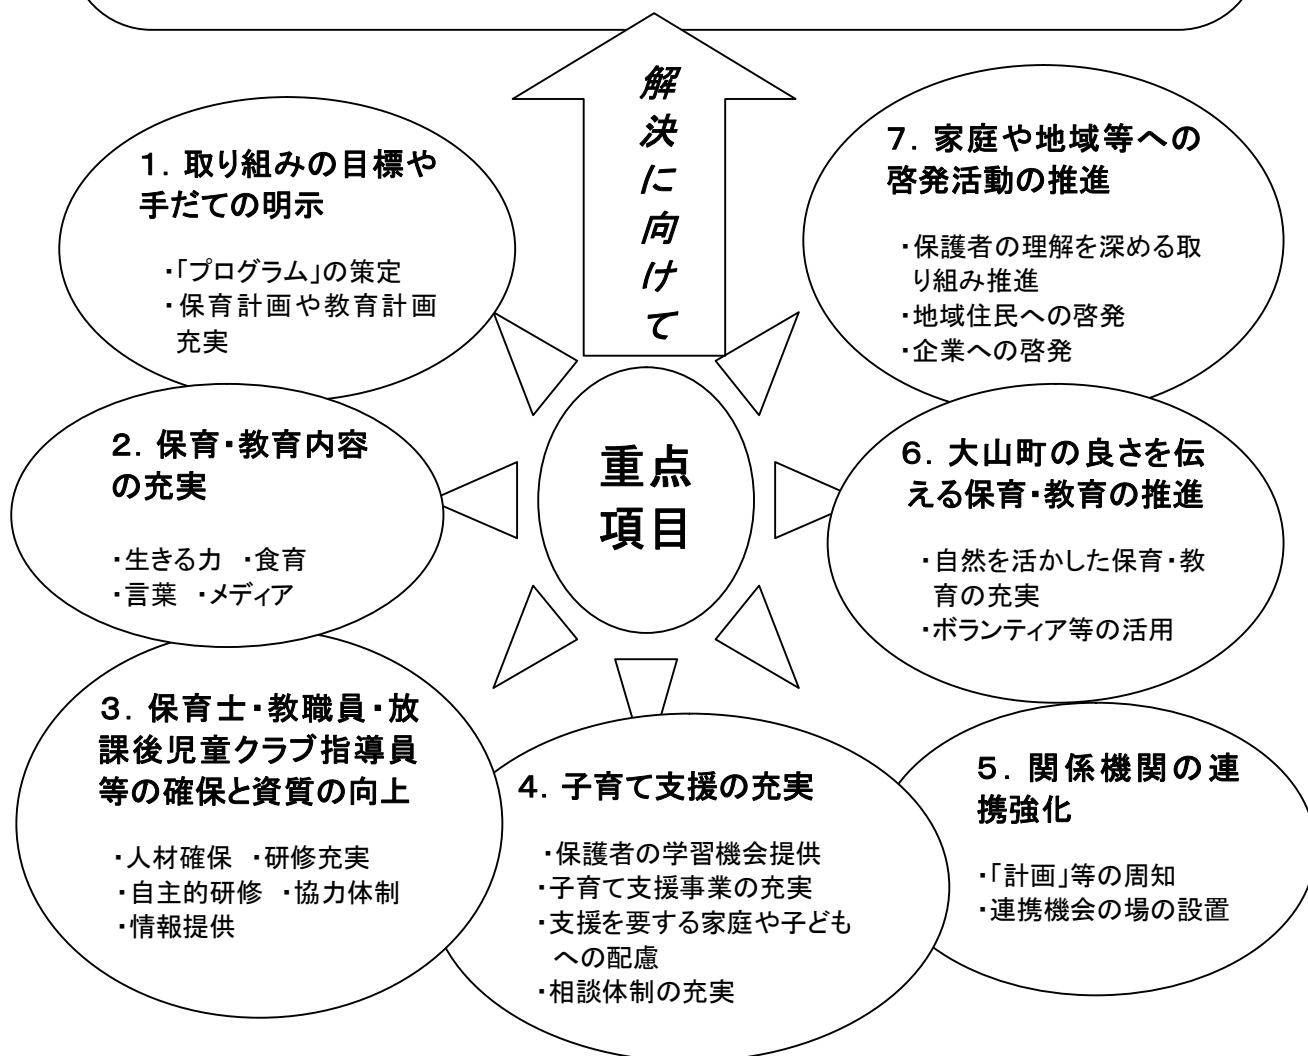 解決に向けて
1．取り組みの目標や
手だての明示
・「プログラム」の策定
・保育計画や教育計画
充実
2．保育・教育内容
の充実
・生きる力　・食育
・言葉　・メディア
3．保育士・教職員・放
課後児童クラブ指導員
等の確保と資質の向上
・人材確保　・研修充実
・自主的研修　・協力体制
・情報提供
重点
項目
4．子育て支援の充実
・保護者の学習機会提供
・子育て支援事業の充実
・支援を要する家庭や子ども
への配慮
・相談体制の充実
5．関係機関の連
携強化
・「計画」等の周知
・連携機会の場の設置
6．大山町の良さを伝
える保育・教育の推進
・自然を活かした保育・教
育の充実
・ボランティア等の活用
7．家庭や地域等への
啓発活動の推進
・保護者の理解を深める取
り組み推進
・地域住民への啓発
・企業への啓発